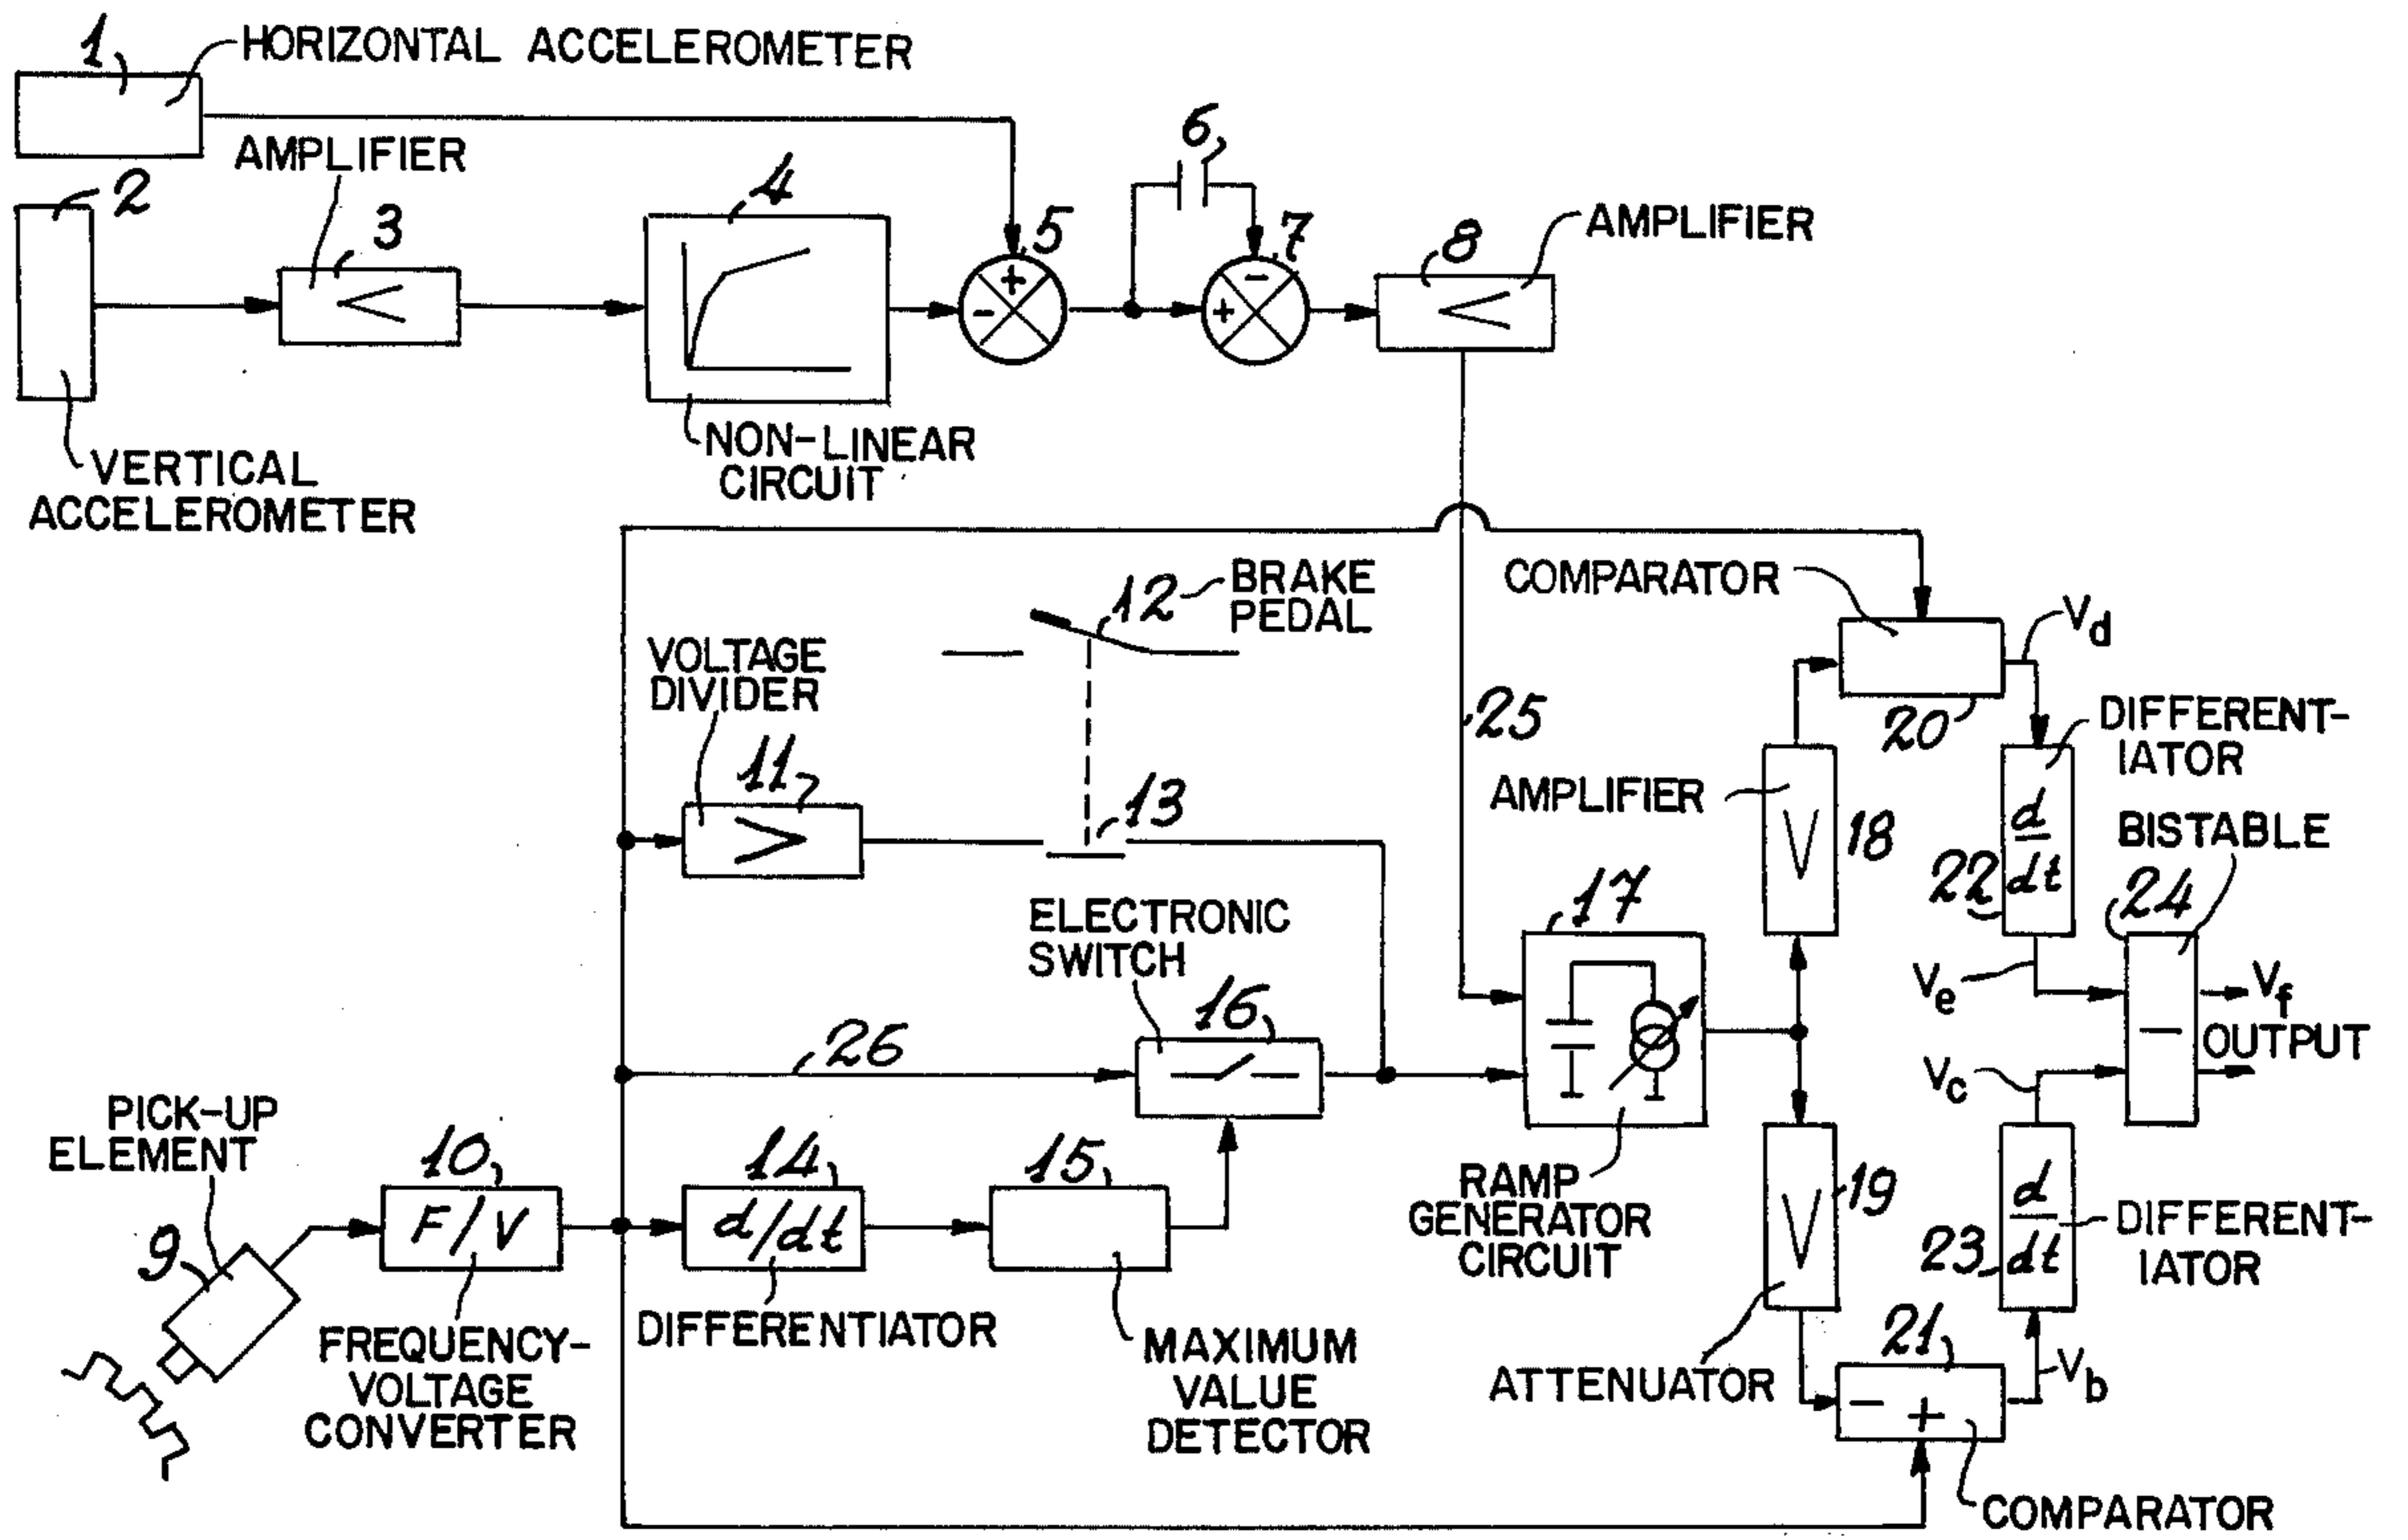 1
HORIZONTAL ACCELEROMETER
AMPLIFIER
2
3
4
5
6
7
8
AMPLIFIER
+
-
-
+
<
<
NON-LINEAR
CIRCUIT
VERTICAL
ACCELEROMETER
12
BRAKE
PEDAL
COMPARATOR
Vd
VOLTAGE
DIVIDER
25
20
DIFFERENT-
IATOR
11
>
13
AMPLIFIER
V
18
d
dt
22
BISTABLE
24
ELECTRONIC
SWITCH
17
16
26
Ve
Vf
OUTPUT
Vc
PICK-UP
ELEMENT
9
10
F/V
14
d/dt
15
RAMP
GENERATOR
CIRCUIT
V
19
d
dt
23
DIFFERENT-
IATOR
FREQUENCY-
VOLTAGE
CONVERTER
DIFFERENTIATOR
MAXIMUM
VALUE
DETECTOR
ATTENUATOR
21
- +
Vb
COMPARATOR